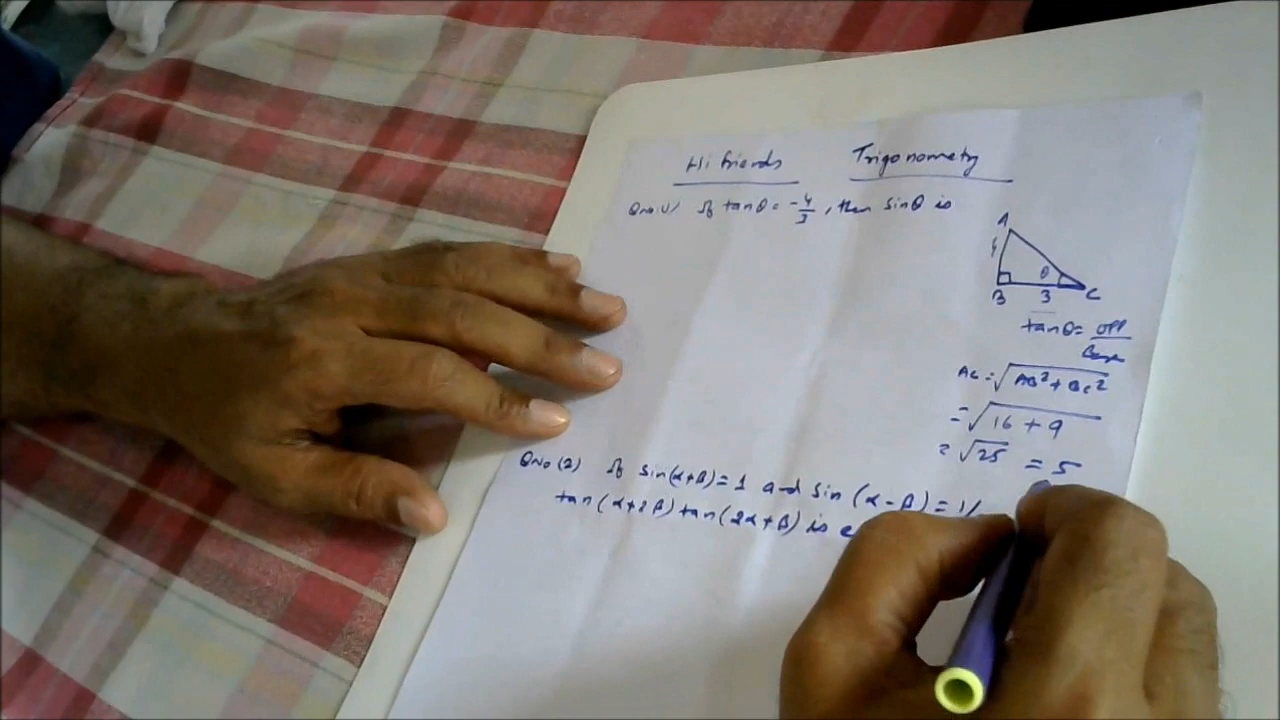 Hi friends Trigonometry
QNo(1) If tanθ = -4/3, then sinθ is
A
4
θ
B 3 C
tanθ = opp/
AC = √AB² + BC²
= √16 + 9
= √25 = 5
QNo (2) If sin(α+β) = 1 and sin (α-β) = 1/
tan(α+2β) tan(2α+β) is